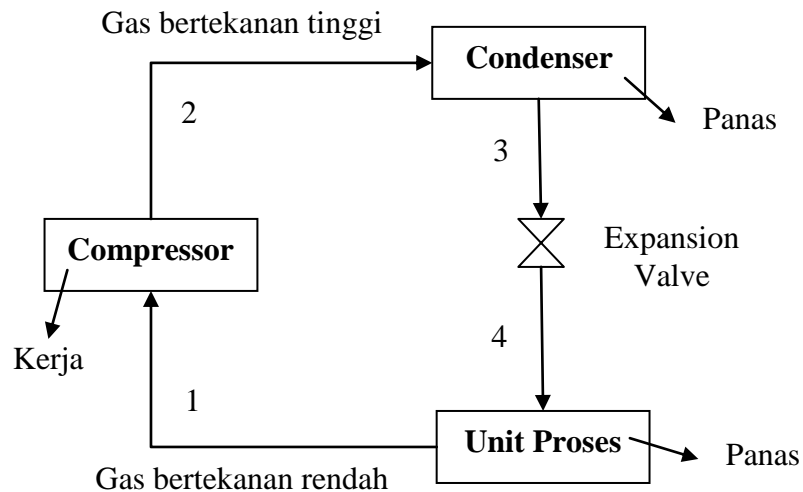 Gas bertekanan tinggi
Condenser
Panas
2
3
Compressor
Expansion
Valve
Kerja
4
1
Unit Proses
Panas
Gas bertekanan rendah